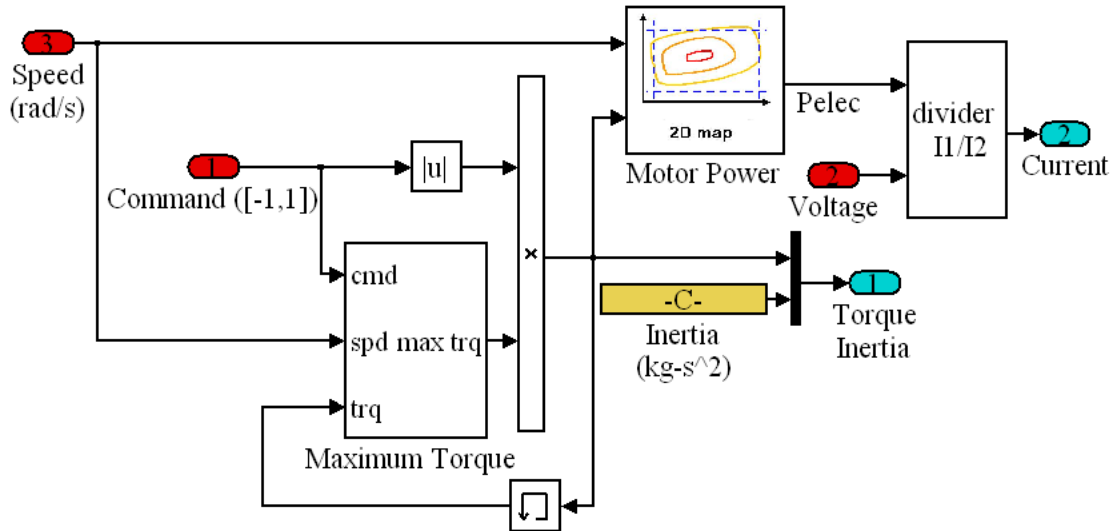 3
Speed
(rad/s)
1
Command ([-1,1])
|u|
cmd
spd max trq
trq
Maximum Torque
×
2D map
Motor Power
Pelec
2
Voltage
divider
I1/I2
2
Current
-C-
Inertia
(kg-s^2)
1
Torque
Inertia